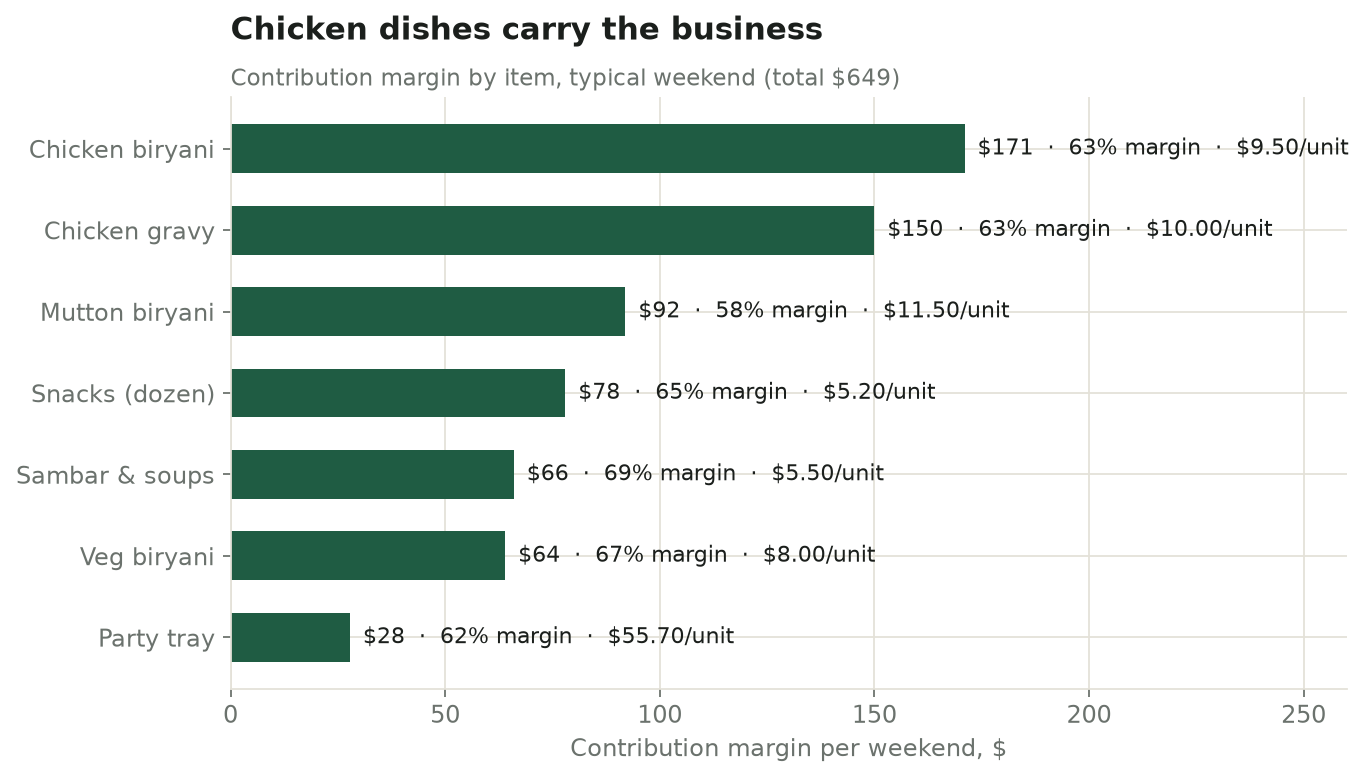 Chicken dishes carry the business
Contribution margin by item, typical weekend (total $649)
Chicken biryani $171 · 63% margin · $9.50/unit
Chicken gravy $150 · 63% margin · $10.00/unit
Mutton biryani $92 · 58% margin · $11.50/unit
Snacks (dozen) $78 · 65% margin · $5.20/unit
Sambar & soups $66 · 69% margin · $5.50/unit
Veg biryani $64 · 67% margin · $8.00/unit
Party tray $28 · 62% margin · $55.70/unit
0 50 100 150 200 250
Contribution margin per weekend, $